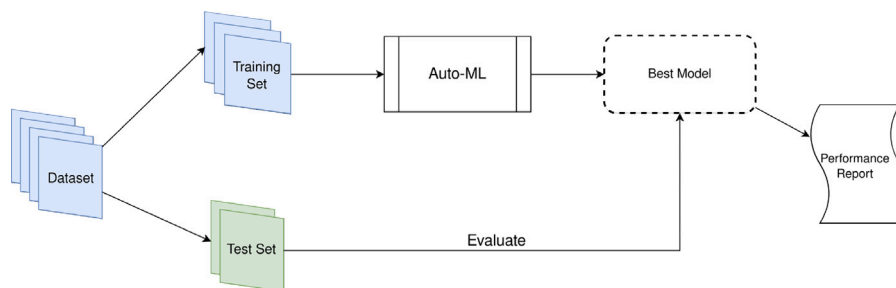 Training
Set
Auto-ML
Best Model
Dataset
Performance
Report
Test Set
Evaluate